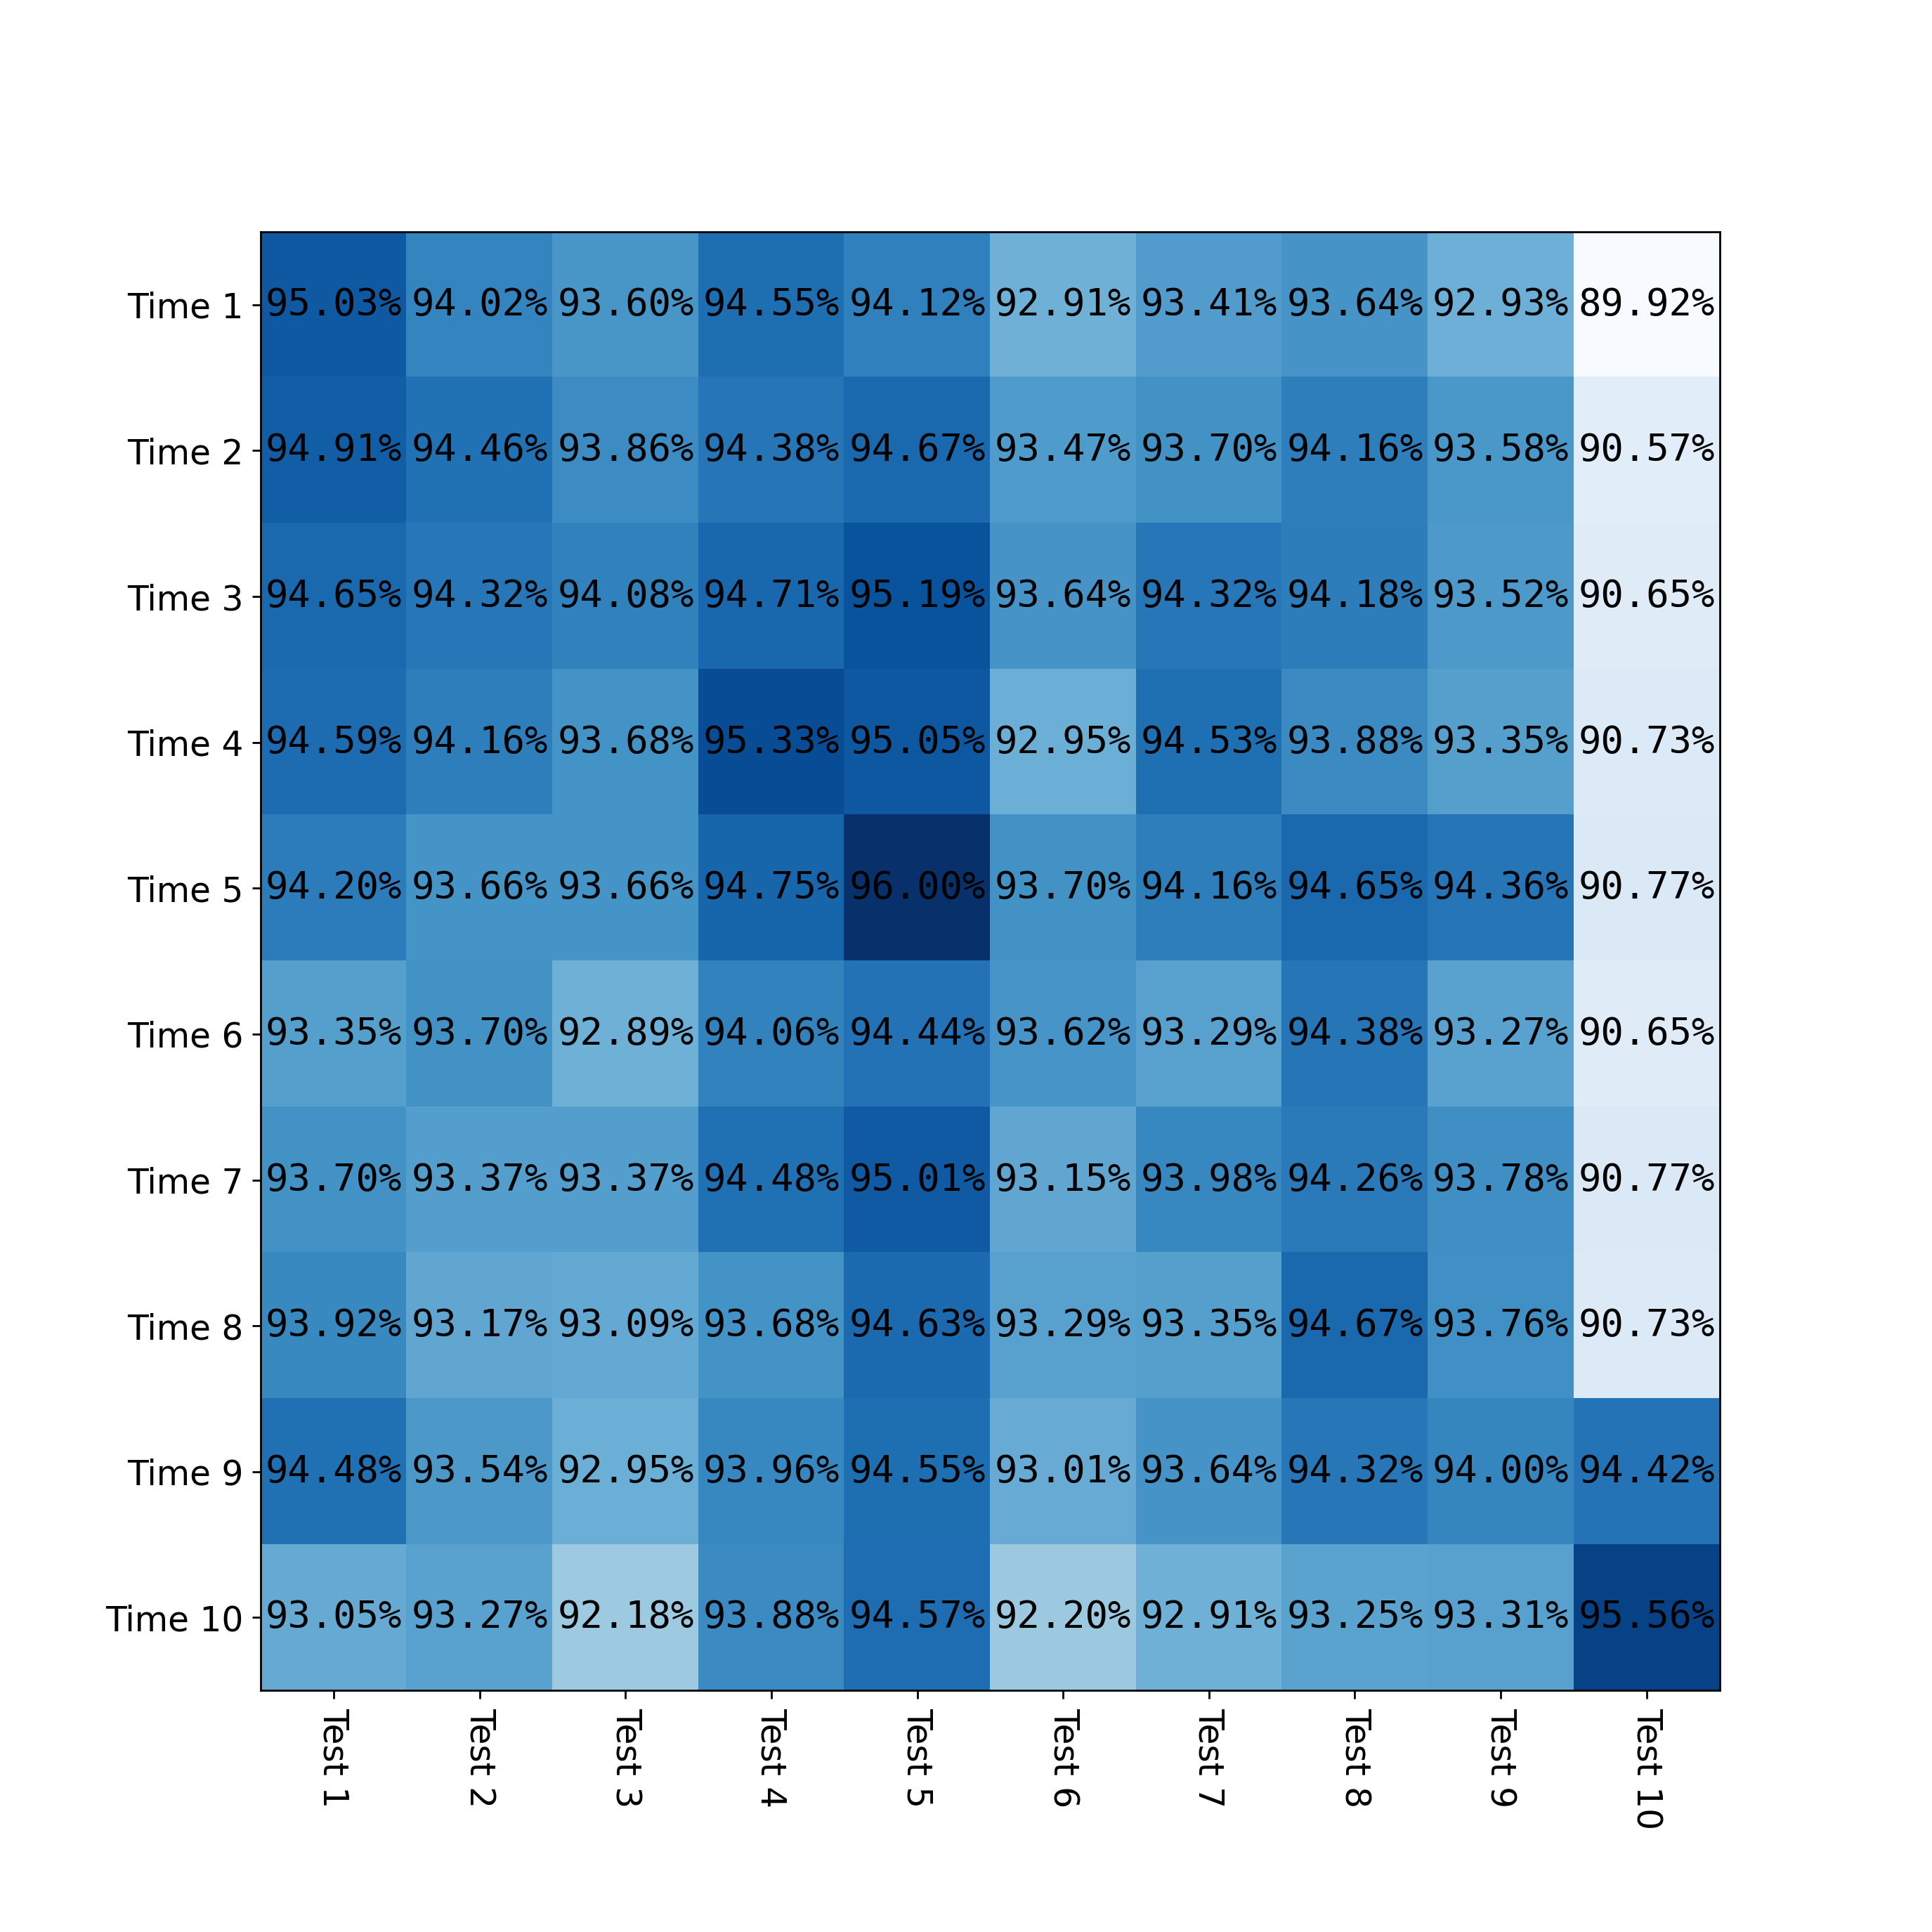 Time 1 95.03% 94.02% 93.60% 94.55% 94.12% 92.91% 93.41% 93.64% 92.93% 89.92%
Time 2 94.91% 94.46% 93.86% 94.38% 94.67% 93.47% 93.70% 94.16% 93.58% 90.57%
Time 3 94.65% 94.32% 94.08% 94.71% 95.19% 93.64% 94.32% 94.18% 93.52% 90.65%
Time 4 94.59% 94.16% 93.68% 95.33% 95.05% 92.95% 94.53% 93.88% 93.35% 90.73%
Time 5 94.20% 93.66% 93.66% 94.75% 96.00% 93.70% 94.16% 94.65% 94.36% 90.77%
Time 6 93.35% 93.70% 92.89% 94.06% 94.44% 93.62% 93.29% 94.38% 93.27% 90.65%
Time 7 93.70% 93.37% 93.37% 94.48% 95.01% 93.15% 93.98% 94.26% 93.78% 90.77%
Time 8 93.92% 93.17% 93.09% 93.68% 94.63% 93.29% 93.35% 94.67% 93.76% 90.73%
Time 9 94.48% 93.54% 92.95% 93.96% 94.55% 93.01% 93.64% 94.32% 94.00% 94.42%
Time 10 93.05% 93.27% 92.18% 93.88% 94.57% 92.20% 92.91% 93.25% 93.31% 95.56%
Test 1 Test 2 Test 3 Test 4 Test 5 Test 6 Test 7 Test 8 Test 9 Test 10